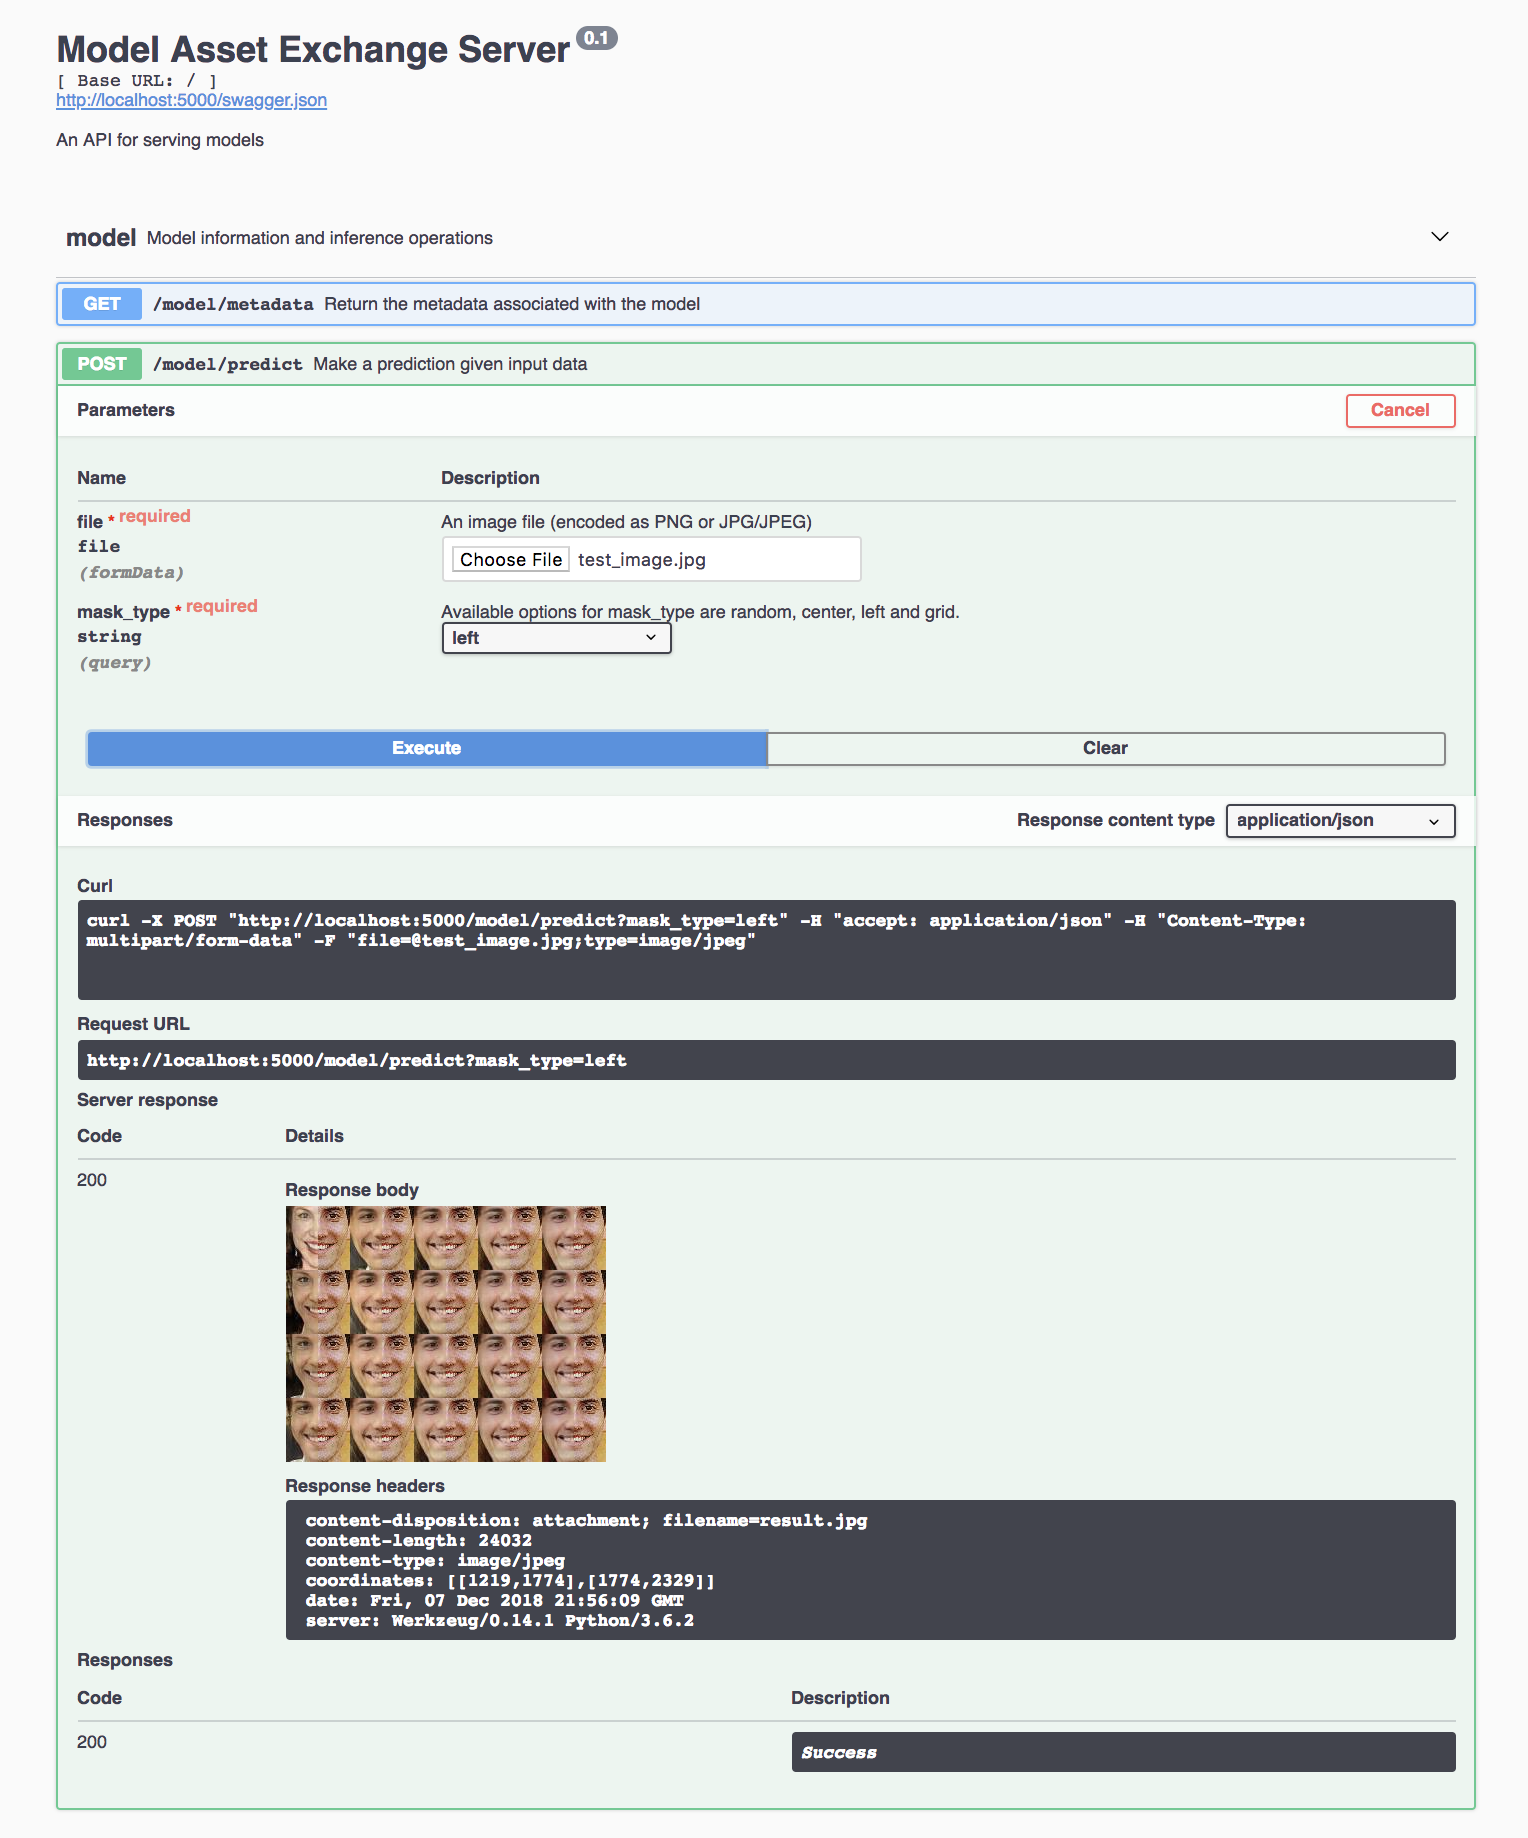 Model Asset Exchange Server 0.1
[ Base URL: / ]
http://localhost:5000/swagger.json
An API for serving models
model Model information and inference operations
GET /model/metadata Return the metadata associated with the model
POST /model/predict Make a prediction given input data
Parameters Cancel
Name Description
file * required An image file (encoded as PNG or JPG/JPEG)
file Choose File test_image.jpg
(formData)
mask_type * required Available options for mask_type are random, center, left and grid.
string left
(query)
Execute Clear
Responses Response content type application/json
Curl
curl -X POST "http://localhost:5000/model/predict?mask_type=left" -H "accept: application/json" -H "Content-Type:
multipart/form-data" -F "file=@test_image.jpg;type=image/jpeg"
Request URL
http://localhost:5000/model/predict?mask_type=left
Server response
Code Details
200
Response body
Response headers
content-disposition: attachment; filename=result.jpg
content-length: 24032
content-type: image/jpeg
coordinates: [[1219,1774],[1774,2329]]
date: Fri, 07 Dec 2018 21:56:09 GMT
server: Werkzeug/0.14.1 Python/3.6.2
Responses
Code Description
200 Success